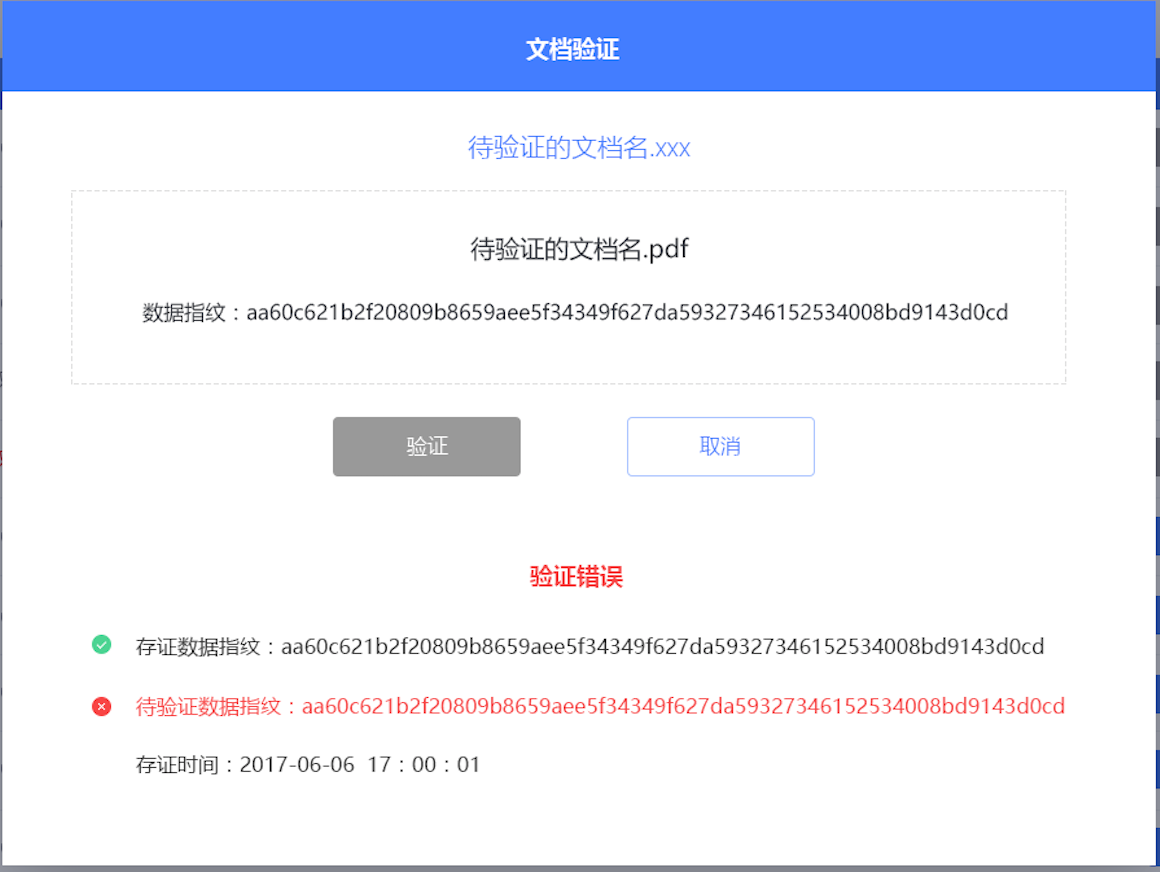 文档验证
待验证的文档名.xxx
待验证的文档名.pdf
数据指纹：aa60c621b2f20809b8659aee5f34349f627da59327346152534008bd9143d0cd
验证
取消
验证错误
存证数据指纹：aa60c621b2f20809b8659aee5f34349f627da59327346152534008bd9143d0cd
待验证数据指纹：aa60c621b2f20809b8659aee5f34349f627da59327346152534008bd9143d0cd
存证时间：2017-06-06 17：00：01